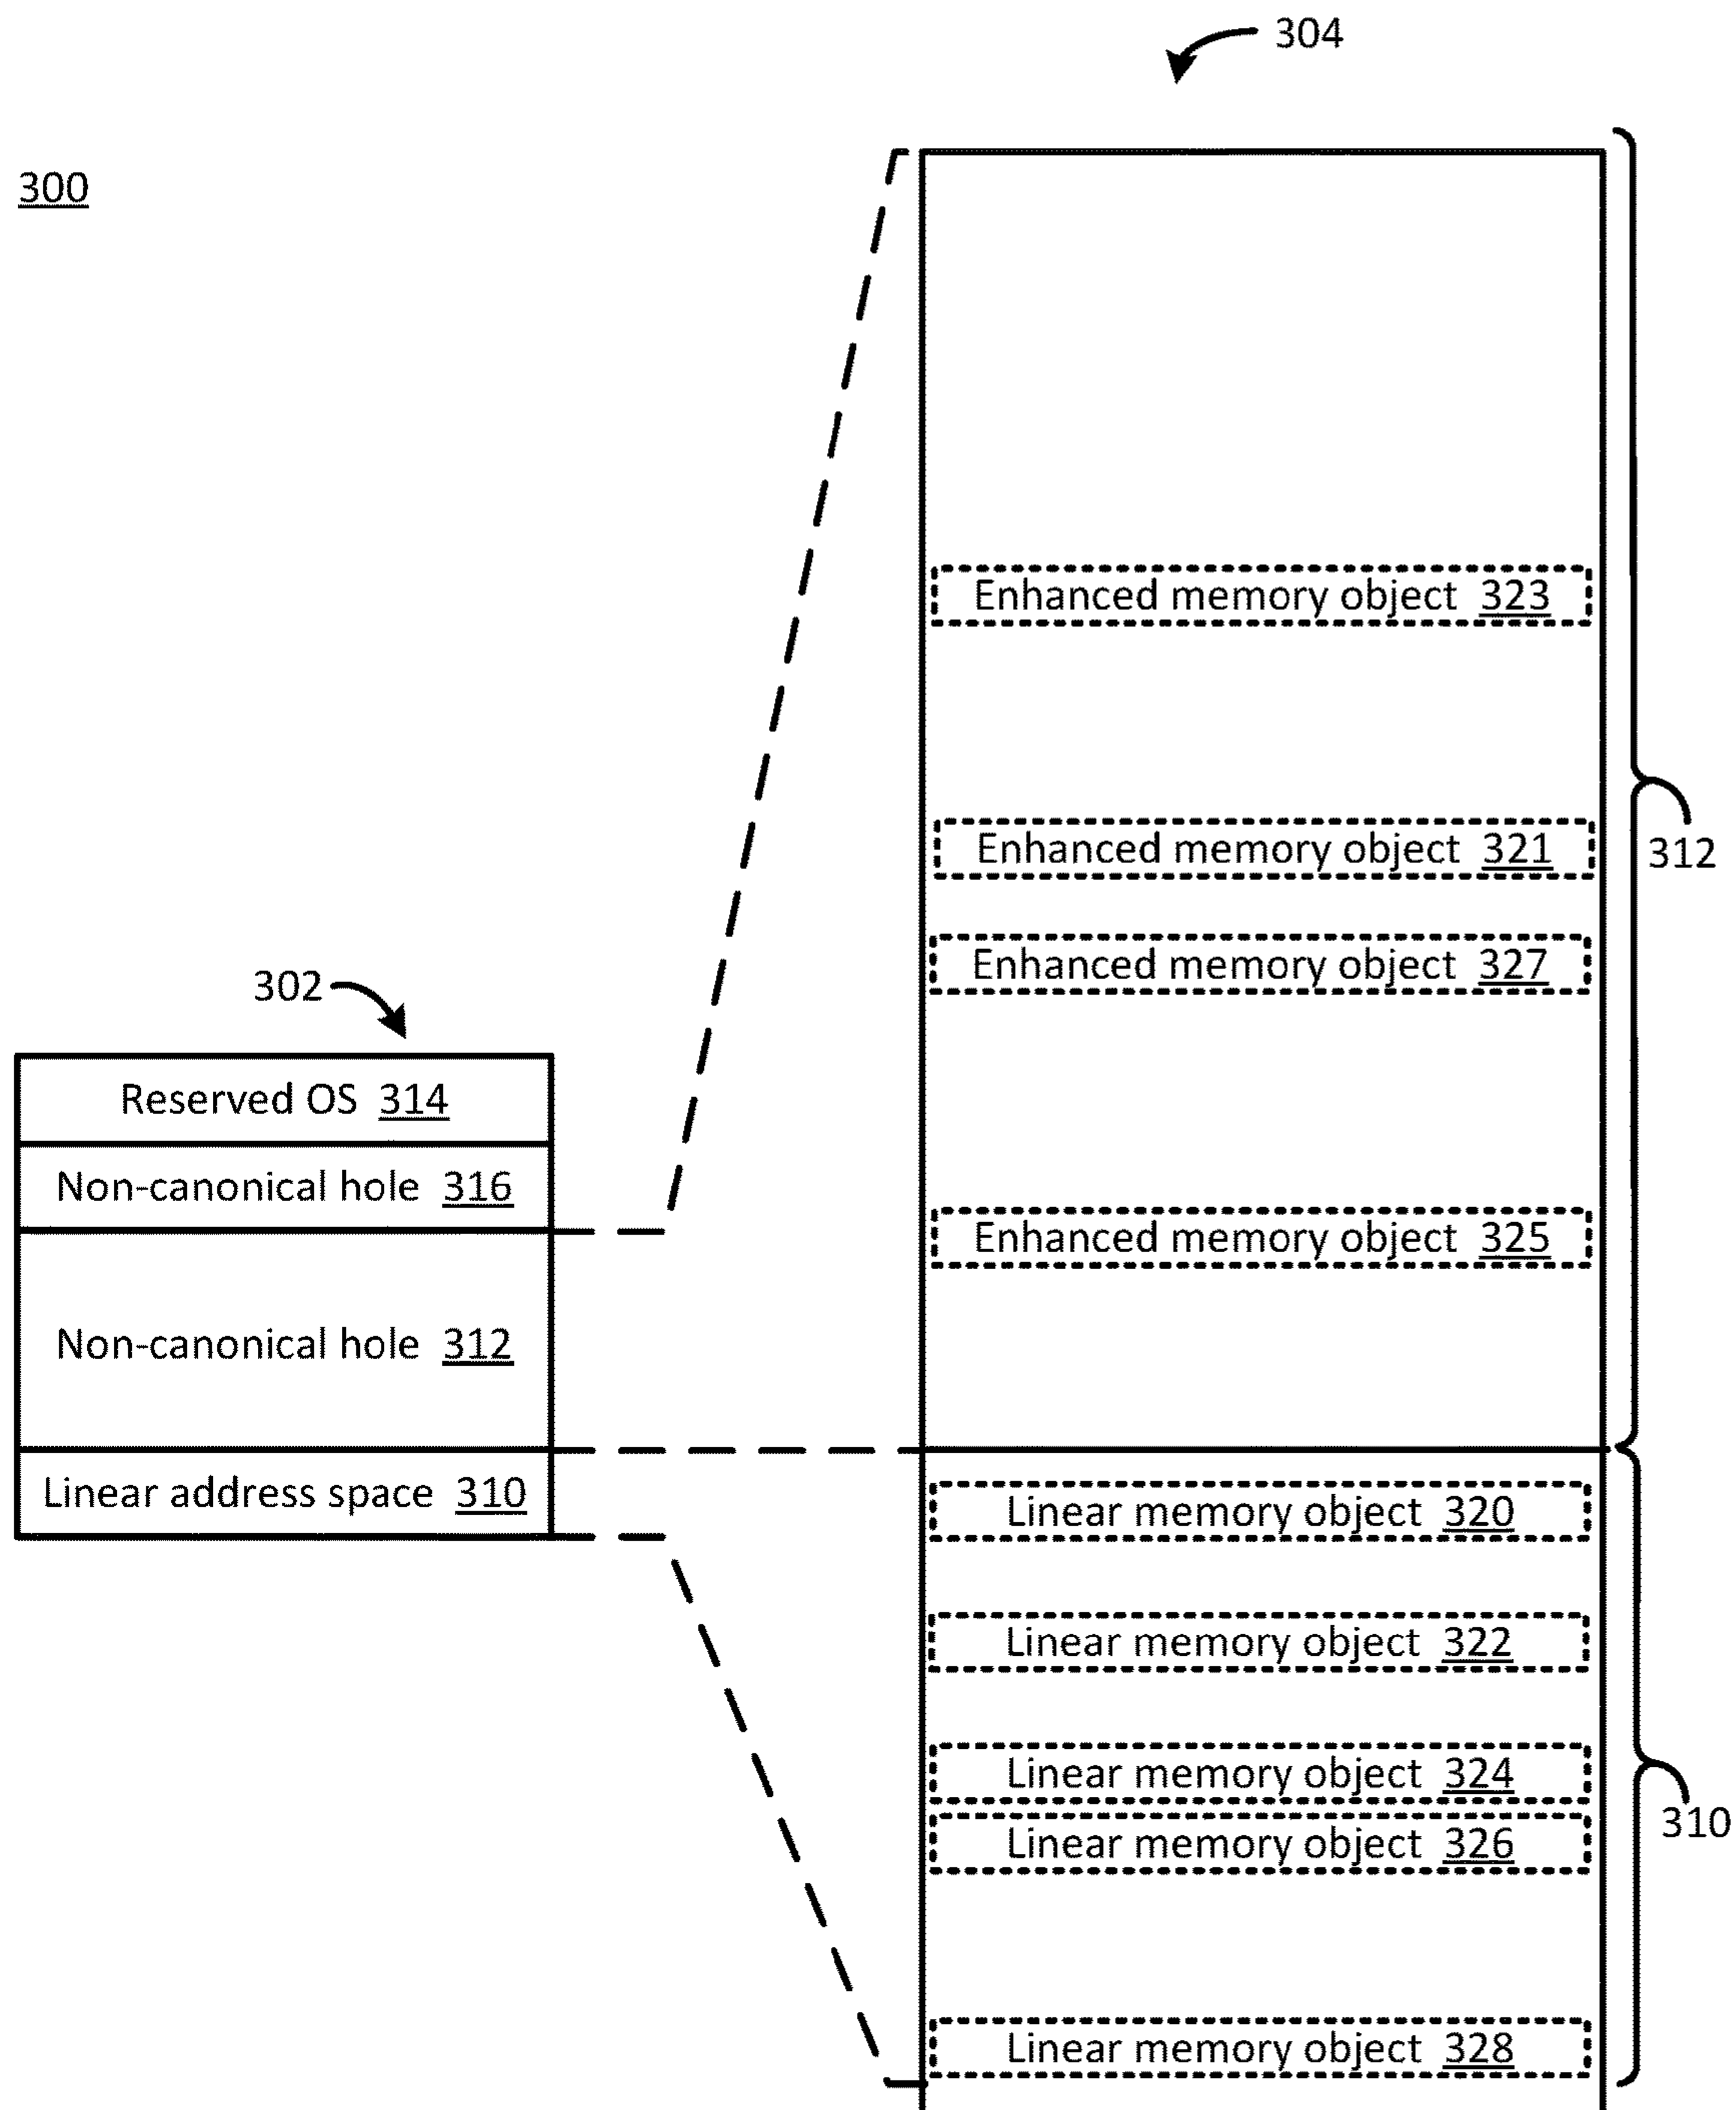 304
300
Enhanced memory object 323
Enhanced memory object 321
312
Enhanced memory object 327
302
Reserved OS 314
Non-canonical hole 316
Enhanced memory object 325
Non-canonical hole 312
Linear address space 310
Linear memory object 320
Linear memory object 322
Linear memory object 324
310
Linear memory object 326
Linear memory object 328